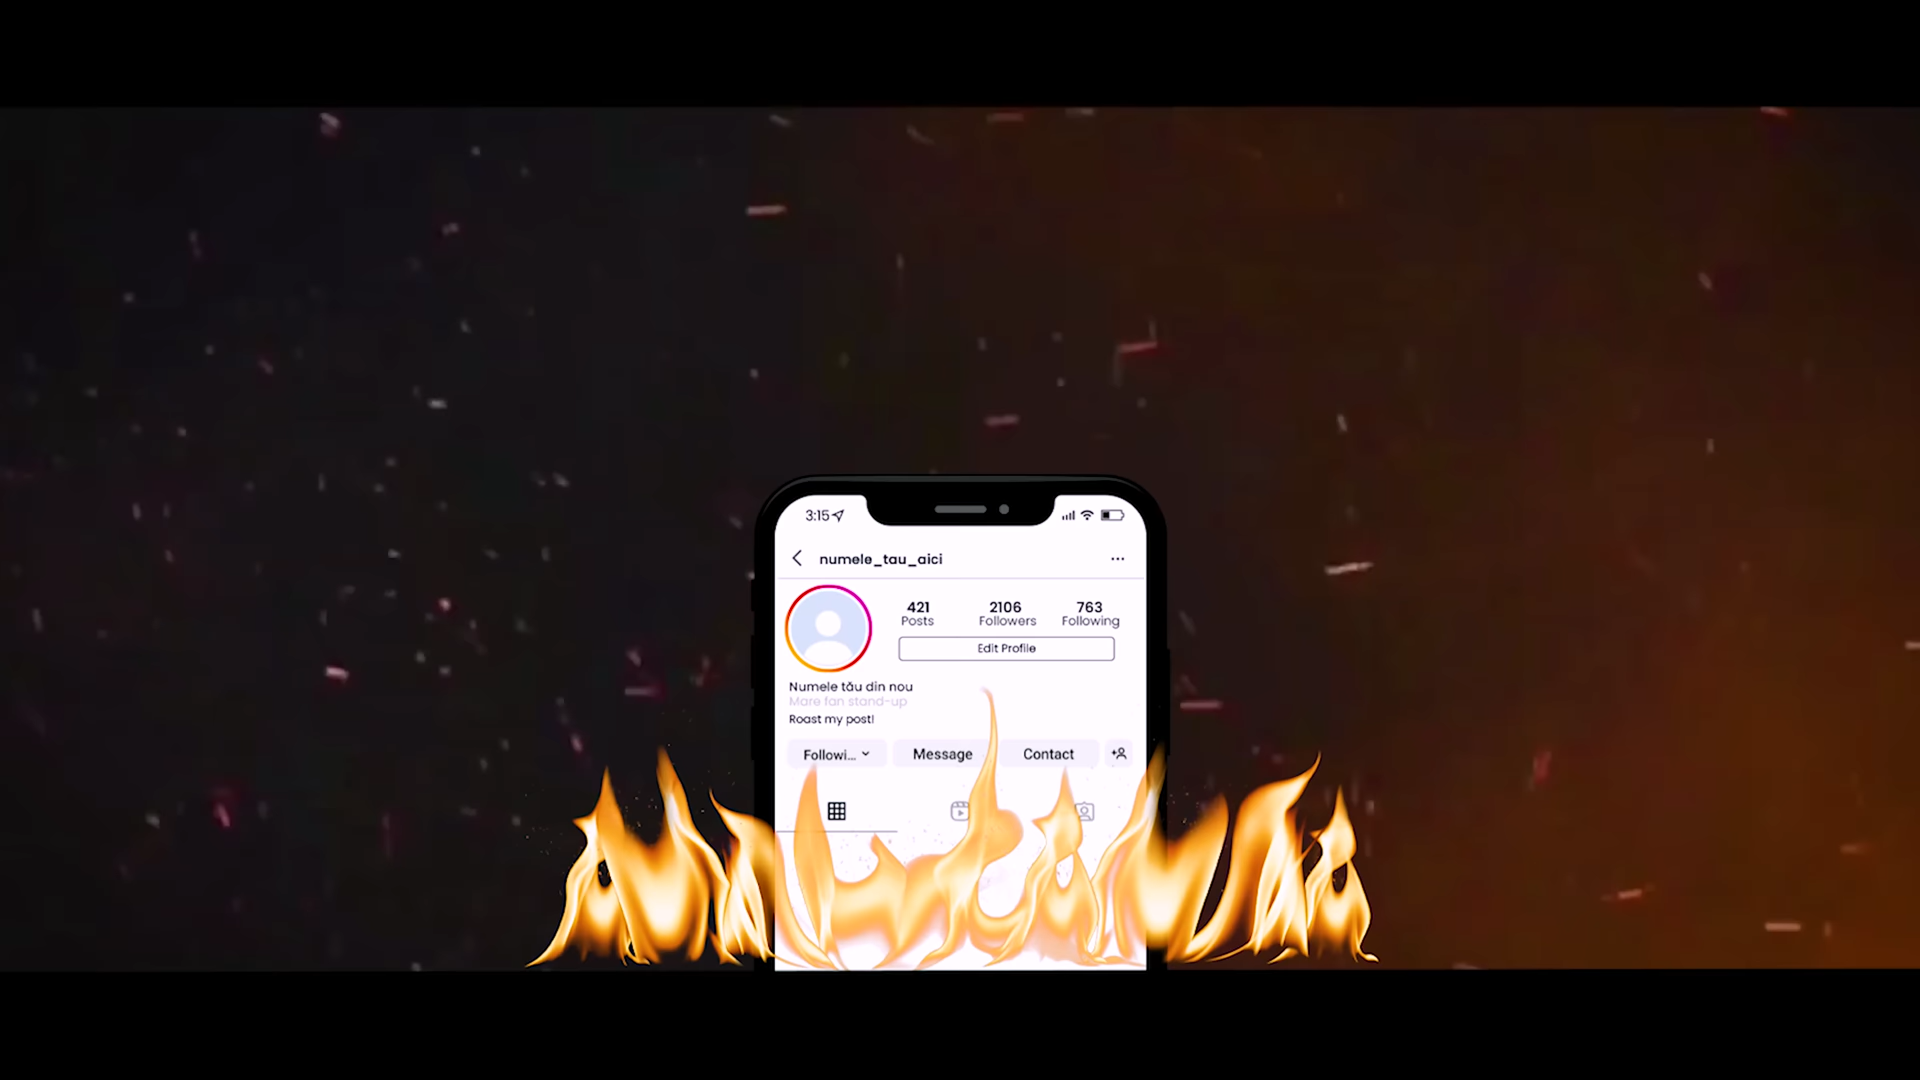 3:15
numele_tau_aici
421 2106 763
Posts Followers Following
Edit Profile
Numele tău din nou
Mare fan stand-up
Roast my post!
Followi... Message Contact